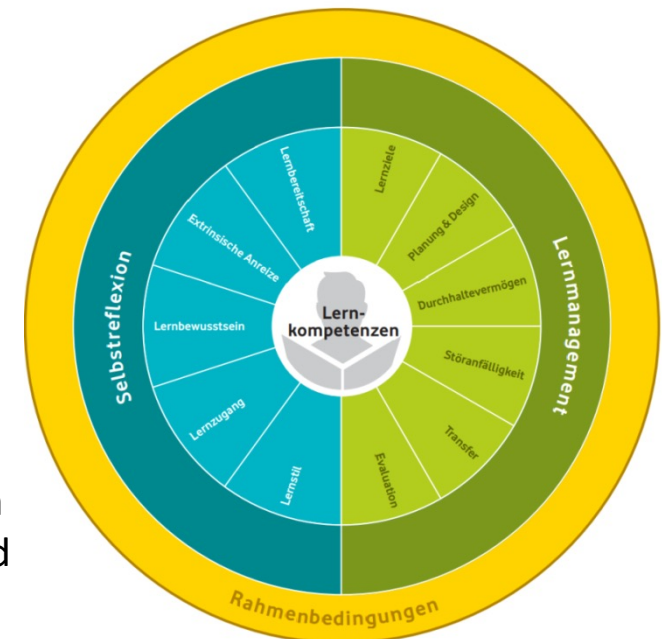 Lern-
kompetenzen
Selbstreflexion
Lernbereitschaft
Extrinsische Anreize
Lernbewusstsein
Lernzugang
Lernstil
Lernmanagement
Lernziele
Planung & Design
Durchhaltevermögen
Störanfälligkeit
Transfer
Evaluation
Rahmenbedingungen